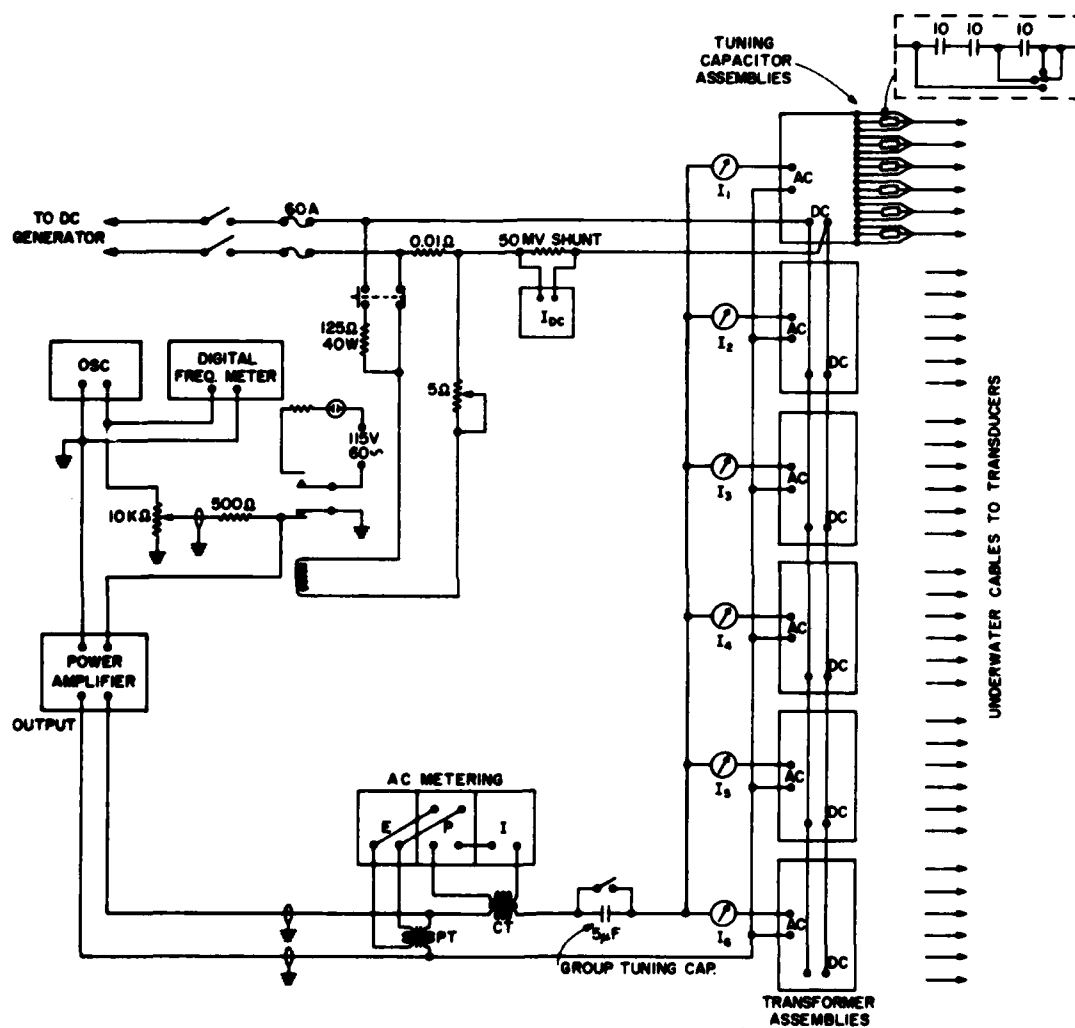 10 10 10
TUNING
CAPACITOR
ASSEMBLIES
I₁
AC
DC
TO DC
GENERATOR
60A
0.01Ω
50 MV SHUNT
I_DC
125Ω
40W
5Ω
OSC
DIGITAL
FREQ. METER
115V
60~
10KΩ
500Ω
I₂
AC
DC
I₃
AC
DC
I₄
AC
DC
I₅
AC
DC
I₆
AC
DC
UNDERWATER CABLES TO TRANSDUCERS
POWER
AMPLIFIER
OUTPUT
AC METERING
E P I
PT
CT
5μF
GROUP TUNING CAP.
TRANSFORMER
ASSEMBLIES